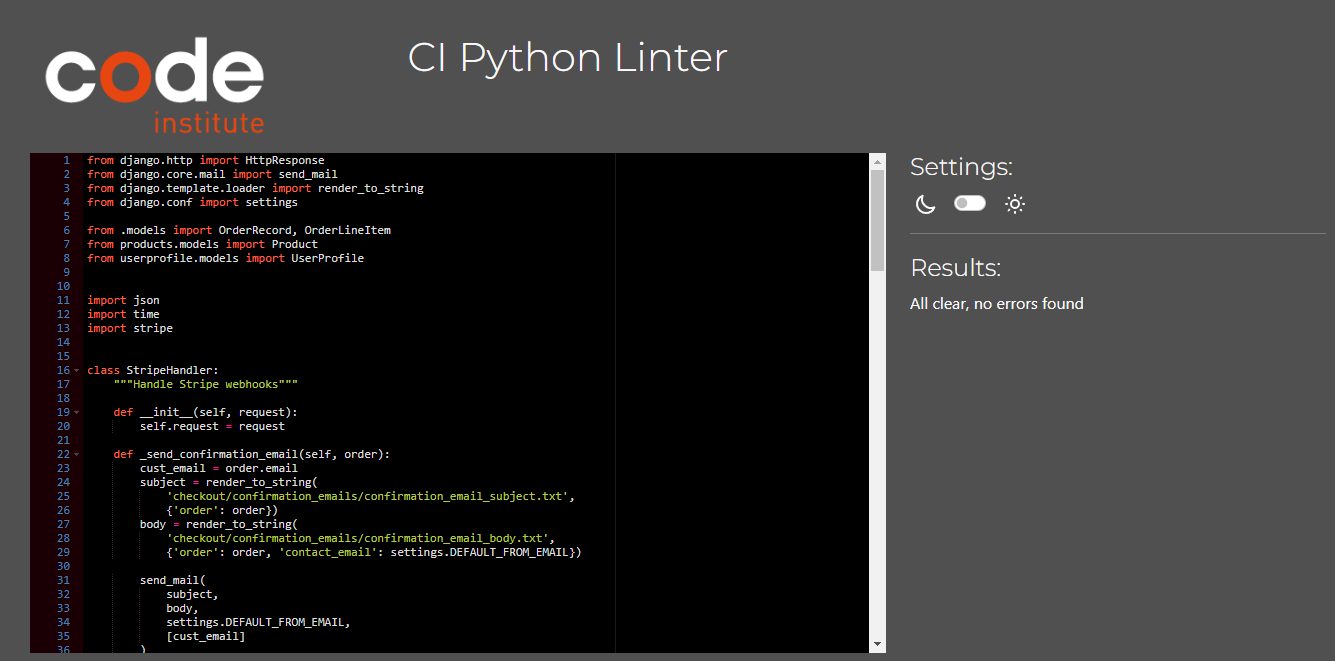 code
institute
CI Python Linter
1 from django.http import HttpResponse
2 from django.core.mail import send_mail
3 from django.template.loader import render_to_string
4 from django.conf import settings
5
6 from .models import OrderRecord, OrderLineItem
7 from products.models import Product
8 from userprofile.models import UserProfile
9
10
11 import json
12 import time
13 import stripe
14
15
16 class StripeHandler:
17     """Handle Stripe webhooks"""
18
19     def __init__(self, request):
20         self.request = request
21
22     def _send_confirmation_email(self, order):
23         cust_email = order.email
24         subject = render_to_string(
25             'checkout/confirmation_emails/confirmation_email_subject.txt',
26             {'order': order})
27         body = render_to_string(
28             'checkout/confirmation_emails/confirmation_email_body.txt',
29             {'order': order, 'contact_email': settings.DEFAULT_FROM_EMAIL})
30
31         send_mail(
32             subject,
33             body,
34             settings.DEFAULT_FROM_EMAIL,
35             [cust_email]
36         )
Settings:
Results:
All clear, no errors found